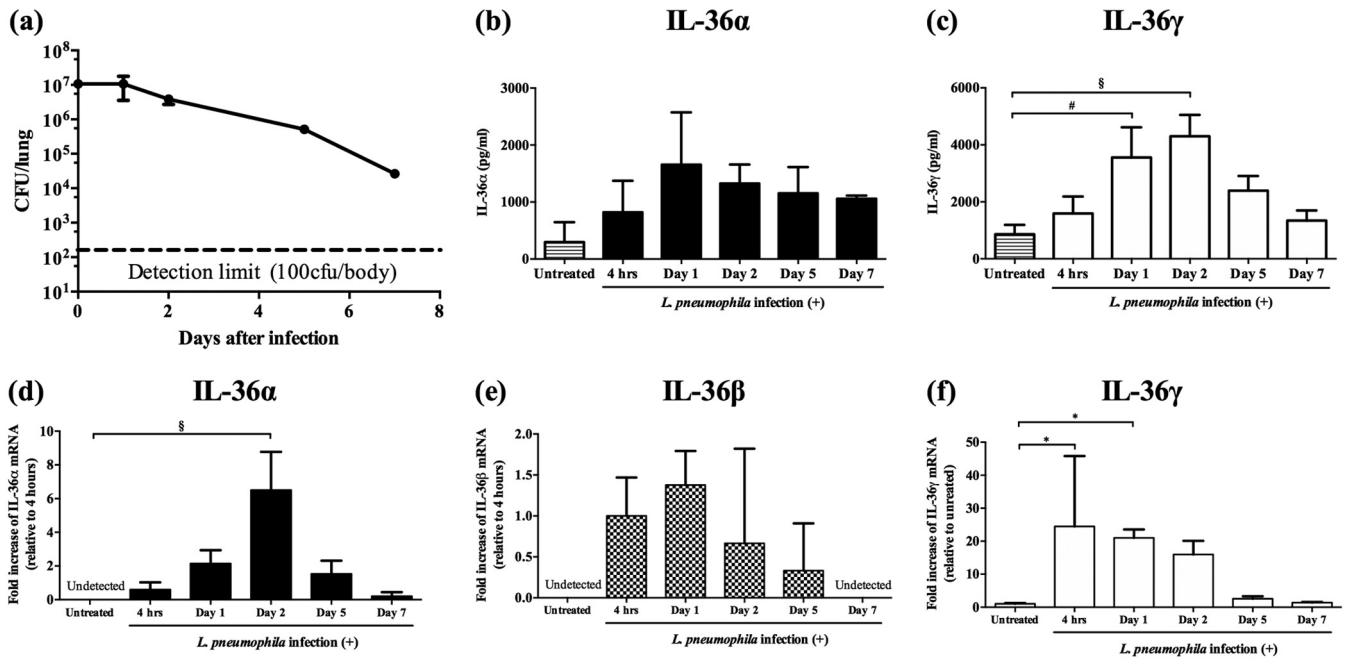 (a)
CFU/lung
10⁸
10⁷
10⁶
10⁵
10⁴
10³
10²
10¹
Detection limit (100cfu/body)
0 2 4 6 8
Days after infection
(b) IL-36α
IL-36α (pg/ml)
3000
2000
1000
0
Untreated 4 hrs Day 1 Day 2 Day 5 Day 7
L. pneumophila infection (+)
(c) IL-36γ
IL-36γ (pg/ml)
6000
4000
2000
0
§
#
Untreated 4 hrs Day 1 Day 2 Day 5 Day 7
L. pneumophila infection (+)
(d) IL-36α
Fold increase of IL-36α mRNA
(relative to 4 hours)
10
8
6
4
2
0
§
Undetected
Untreated 4 hrs Day 1 Day 2 Day 5 Day 7
L. pneumophila infection (+)
(e) IL-36β
Fold increase of IL-36β mRNA
(relative to 4 hours)
2.0
1.5
1.0
0.5
0.0
Undetected Undetected
Untreated 4 hrs Day 1 Day 2 Day 5 Day 7
L. pneumophila infection (+)
(f) IL-36γ
Fold increase of IL-36γ mRNA
(relative to untreated)
50
40
30
20
10
0
*
*
Untreated 4 hrs Day 1 Day 2 Day 5 Day 7
L. pneumophila infection (+)